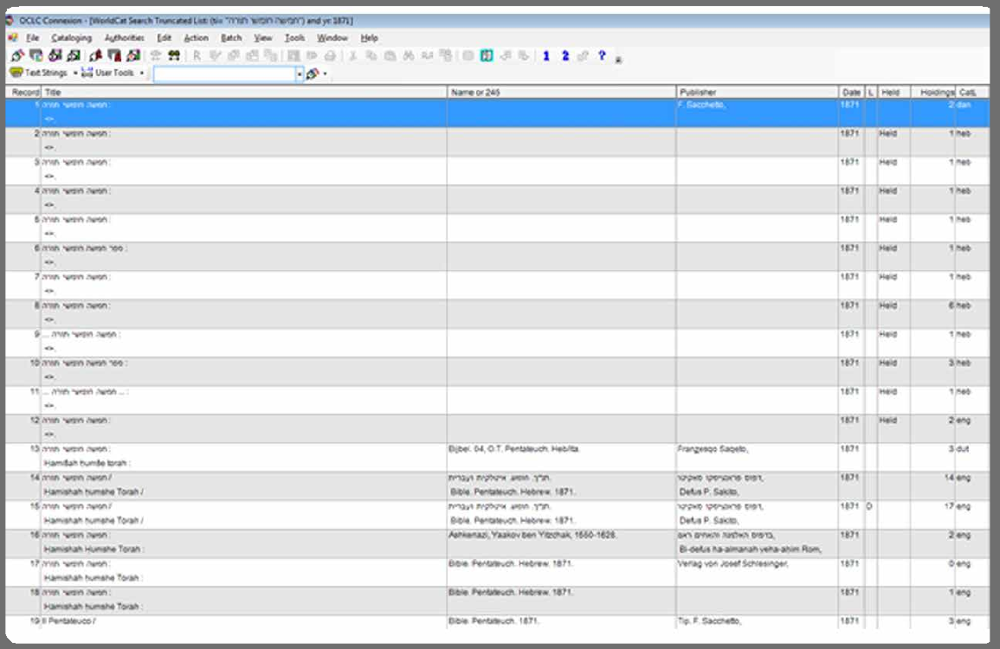 OCLC Connexion - [WorldCat Search Truncated List: (ti= "חמשה חומשי תורה") and yr:1871]
File Cataloging Authorities Edit Action Batch View Tools Window Help
1 2 ?
Text Strings User Tools
Record Title Name or 245 Publisher Date L Held Holdings CatL
1 חמשה חומשי תורה : F. Sacchetto, 1871 2 dan
<>.
2 חמשה חומשי תורה : 1871 Held 1 heb
<>.
3 חמשה חומשי תורה : 1871 Held 1 heb
<>.
4 חמשה חומשי תורה : 1871 Held 1 heb
<>.
5 חמשה חומשי תורה : 1871 Held 1 heb
<>.
6 ספר חמשה חומשי תורה : 1871 Held 1 heb
<>.
7 חמשה חומשי תורה : 1871 Held 1 heb
<>.
8 חמשה חומשי תורה : 1871 Held 6 heb
<>.
9 ... חמשה חומשי תורה : 1871 Held 1 heb
<>.
10 ספר חמשה חומשי תורה : 1871 Held 3 heb
<>.
11 ... חמשה חומשי תורה ... : 1871 Held 1 heb
<>.
12 חמשה חומשי תורה : 1871 Held 2 eng
<>.
13 חמשה חומשי תורה : Bijbel. 04, O.T. Pentateuch. Heb/Ita. 1871 3 dut
torah :
14 חמשה חומשי תורה / תנ"ך. חומש. איטלקית ועברית. דפוס פראנציסקו סאקיטו, 1871 14 eng
Hamishah humshe Torah / Bible. Pentateuch. Hebrew. 1871. Defus P. Sakito,
15 חמשה חומשי תורה / תנ"ך. חומש. איטלקית ועברית. דפוס פראנציסקו סאקיטו, 1871 O 17 eng
Hamishah humshe Torah / Bible. Pentateuch. Hebrew. 1871. Defus P. Sakito,
16 חמשה חומשי תורה : Ashkenazi, Yaakov ben Yitzchak, 1550-1628. בדפוס האלמנה והאחים ראם, 1871 2 eng
Hamishah Humshe Torah : Bi-defus ha-almanah veha-ahim Rom,
17 חמשה חומשי תורה : Bible. Pentateuch. Hebrew. 1871. Verlag von Josef Schlesinger, 1871 0 eng
Hamishah humshe Torah :
18 חמשה חומשי תורה : Bible. Pentateuch. Hebrew. 1871. 1871 1 eng
Hamishah humshe Torah :
19 Il Pentateuco / Bible. Pentateuch. 1871. Tip. F. Sacchetto, 1871 3 eng